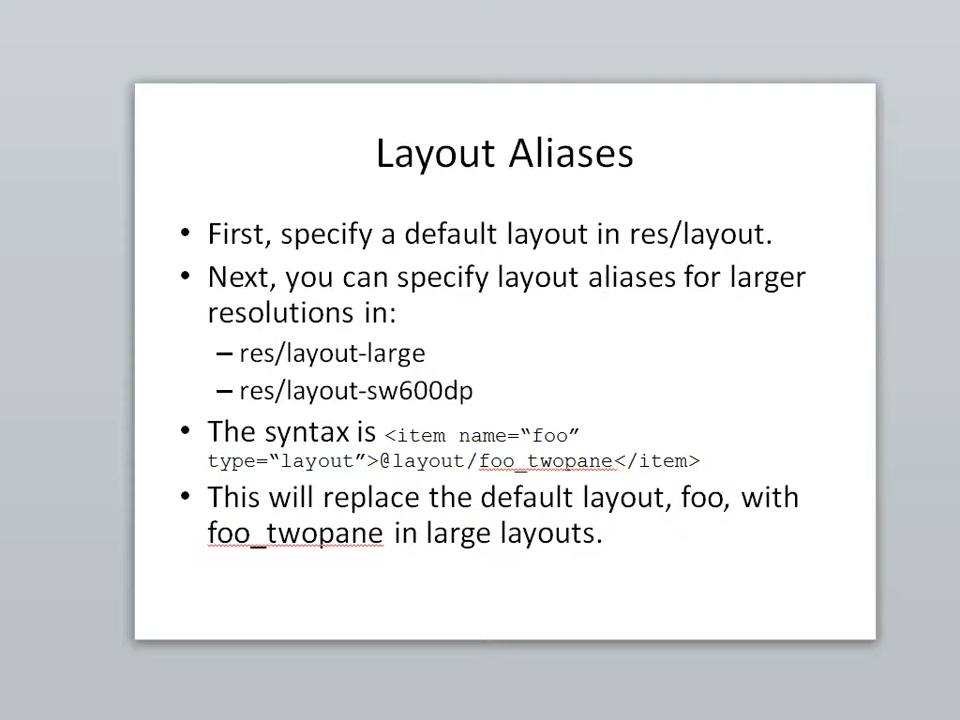 Layout Aliases
• First, specify a default layout in res/layout.
• Next, you can specify layout aliases for larger
resolutions in:
– res/layout-large
– res/layout-sw600dp
• The syntax is <item name=“foo”
type=“layout”>@layout/foo_twopane</item>
• This will replace the default layout, foo, with
foo_twopane in large layouts.